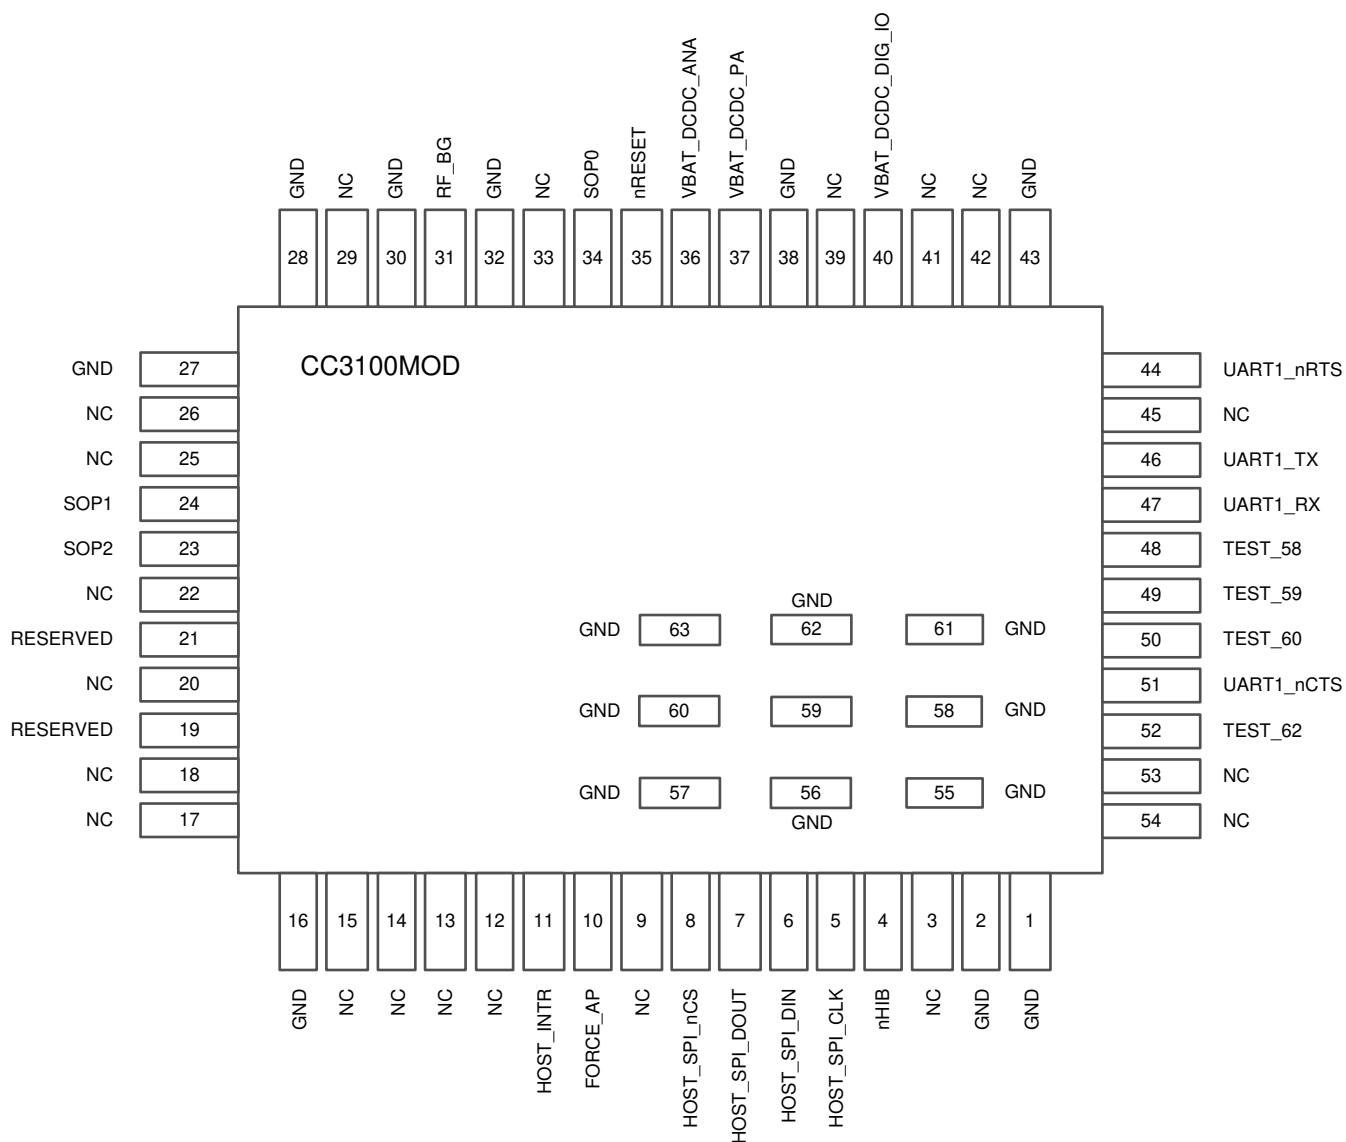 GND NC GND RF_BG GND NC SOP0 nRESET VBAT_DCDC_ANA VBAT_DCDC_PA GND NC VBAT_DCDC_DIG_IO NC NC GND
28 29 30 31 32 33 34 35 36 37 38 39 40 41 42 43
CC3100MOD
GND 27 44 UART1_nRTS
NC 26 45 NC
NC 25 46 UART1_TX
SOP1 24 47 UART1_RX
SOP2 23 48 TEST_58
NC 22 49 TEST_59
GND
RESERVED 21 GND 63 62 61 GND 50 TEST_60
NC 20 51 UART1_nCTS
GND 60 59 58 GND
RESERVED 19 52 TEST_62
NC 18 53 NC
GND 57 56 55 GND
NC 17 GND 54 NC
16 15 14 13 12 11 10 9 8 7 6 5 4 3 2 1
GND NC NC NC NC HOST_INTR FORCE_AP NC HOST_SPI_nCS HOST_SPI_DOUT HOST_SPI_DIN HOST_SPI_CLK nHIB NC GND GND